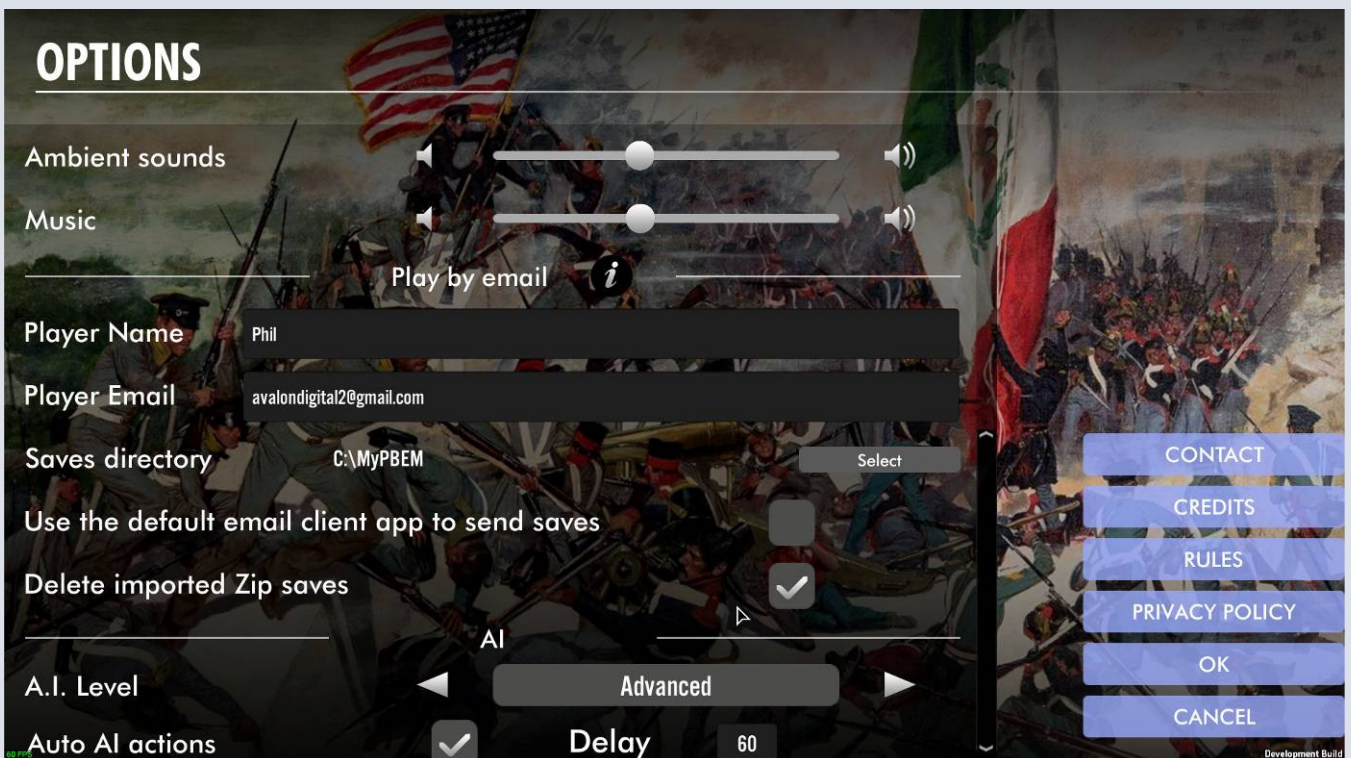 OPTIONS
Ambient sounds
Music
Play by email i
Player Name Phil
Player Email avalondigital2@gmail.com
Saves directory C:\MyPBEM Select
Use the default email client app to send saves
Delete imported Zip saves
AI
A.I. Level Advanced
Auto AI actions Delay 60
CONTACT
CREDITS
RULES
PRIVACY POLICY
OK
CANCEL
60 FPS
Development Build